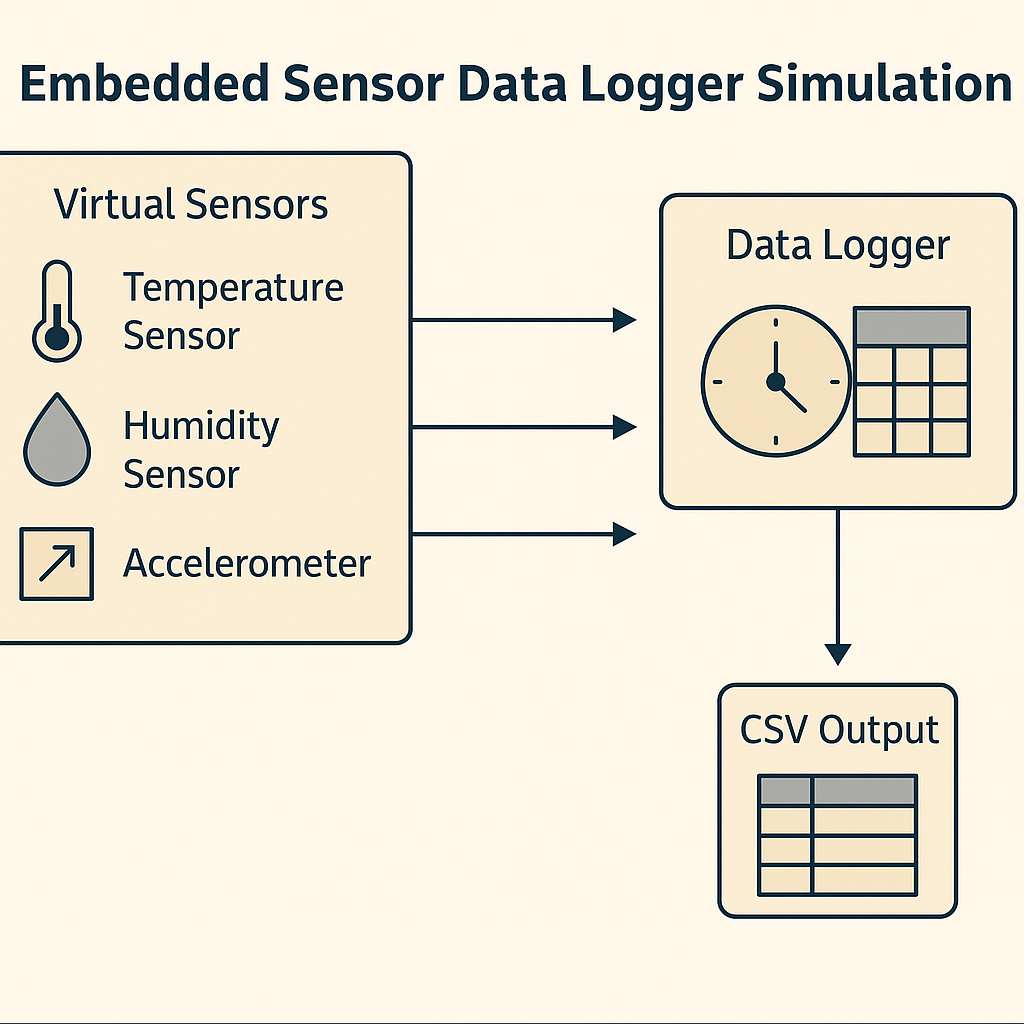 Embedded Sensor Data Logger Simulation
Virtual Sensors
Temperature
Sensor
Humidity
Sensor
Accelerometer
Data Logger
CSV Output